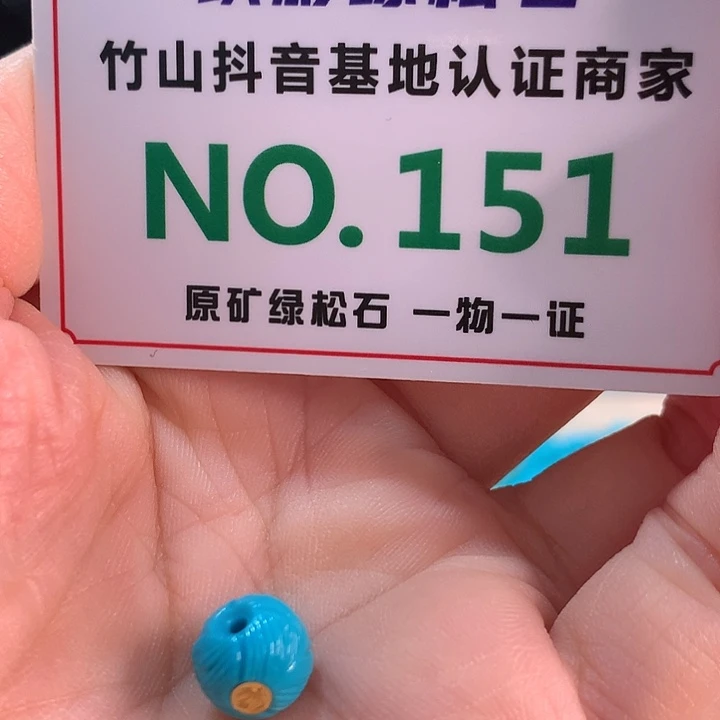 竹山抖音基地认证商家
NO.151
原矿绿松石 一物一证